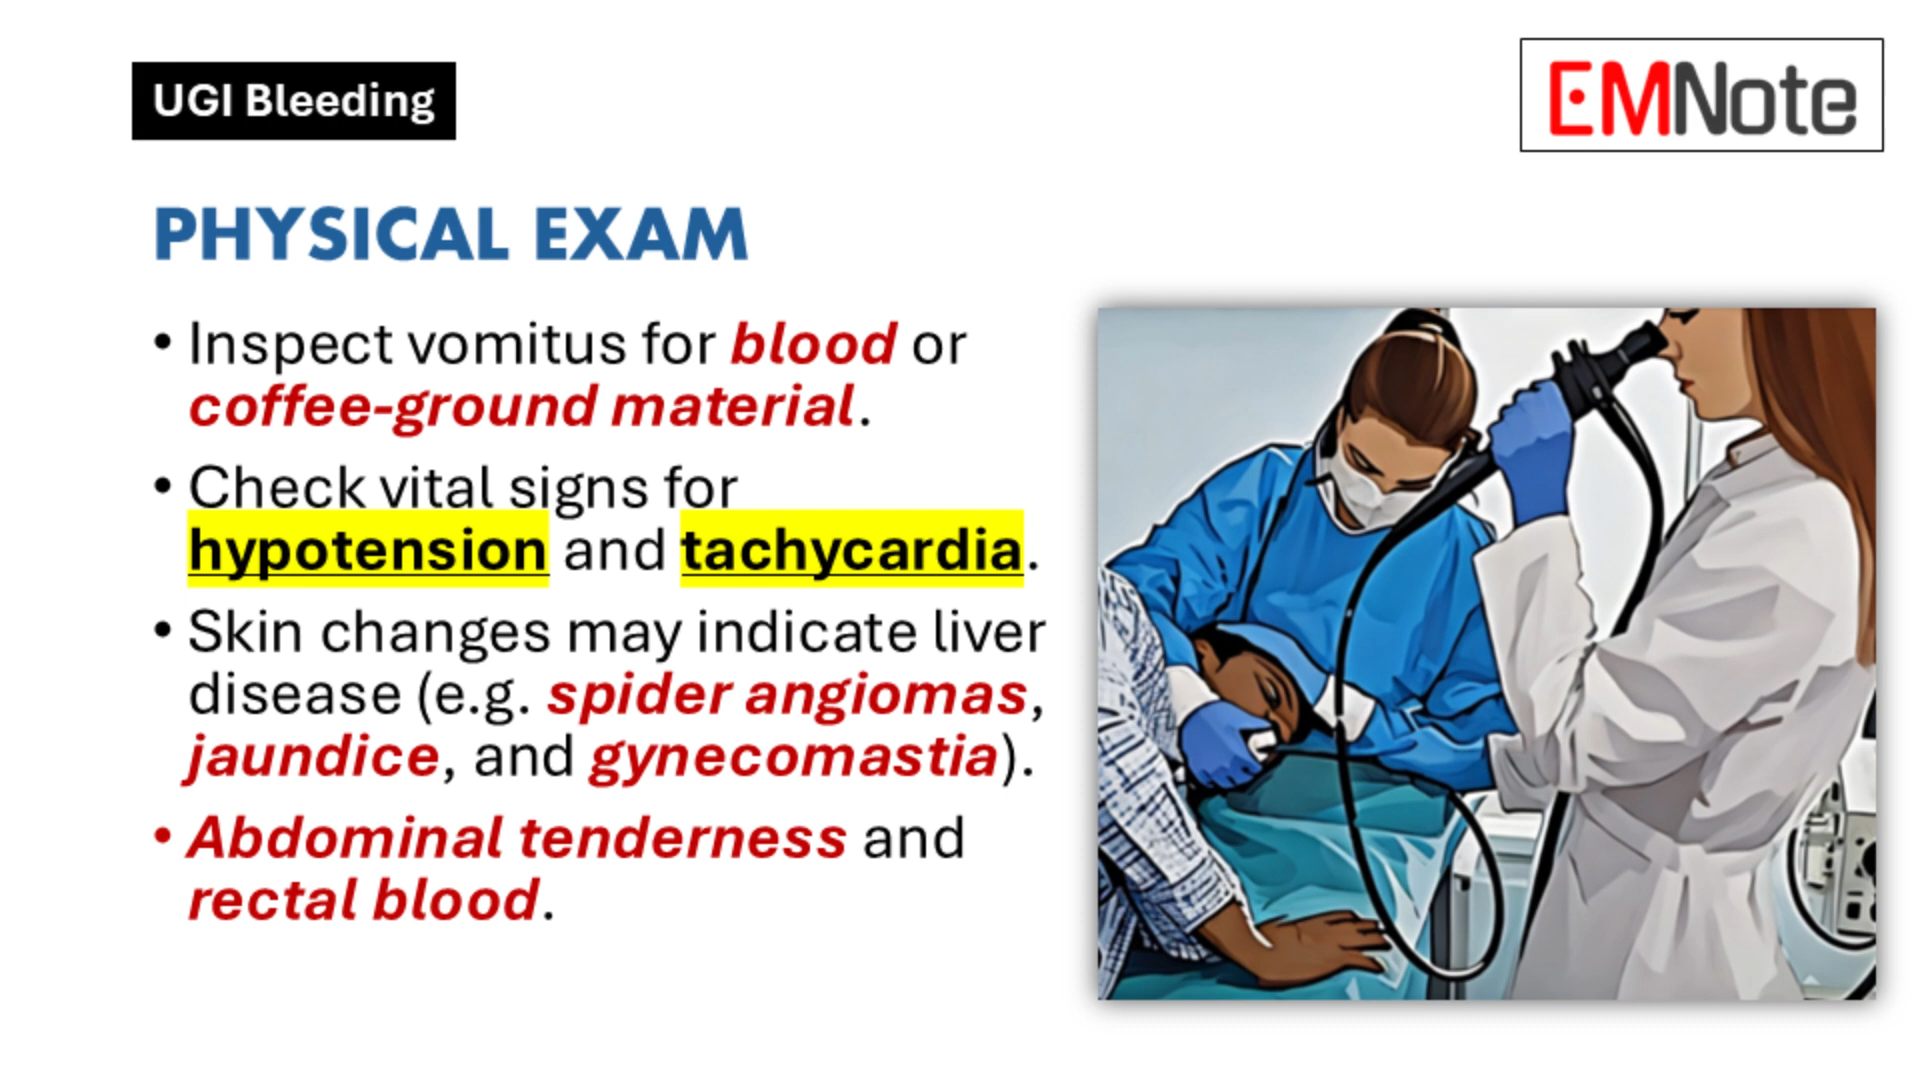 UGI Bleeding
EMNote
PHYSICAL EXAM
• Inspect vomitus for blood or
coffee-ground material.
• Check vital signs for
hypotension and tachycardia.
• Skin changes may indicate liver
disease (e.g. spider angiomas,
jaundice, and gynecomastia).
• Abdominal tenderness and
rectal blood.